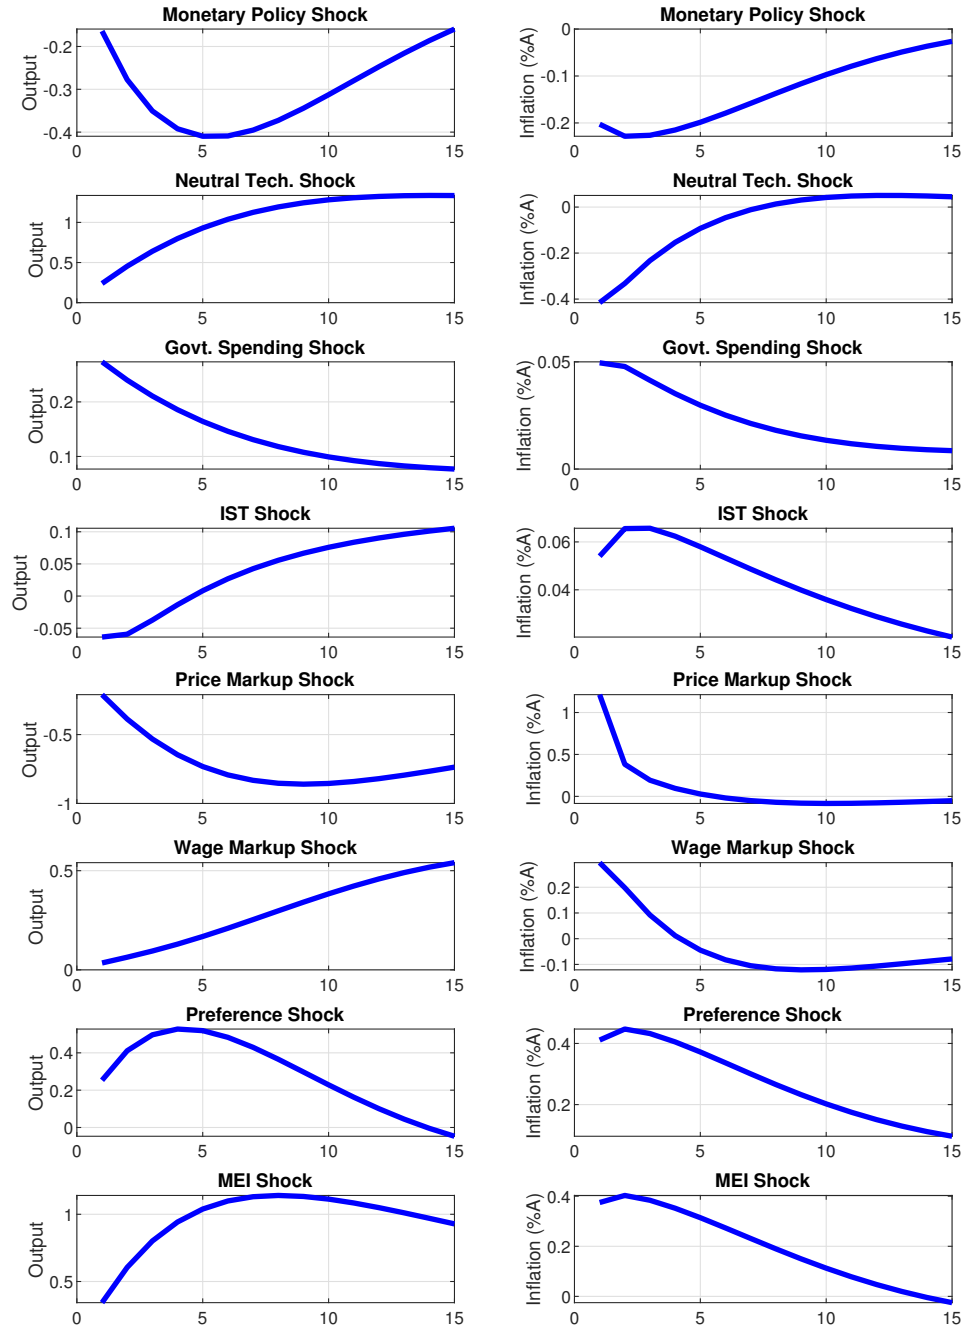 Monetary Policy Shock
Output
-0.2
-0.3
-0.4
0 5 10 15
Monetary Policy Shock
Inflation (%A)
0
-0.1
-0.2
0 5 10 15
Neutral Tech. Shock
Output
1
0.5
0
0 5 10 15
Neutral Tech. Shock
Inflation (%A)
0
-0.2
-0.4
0 5 10 15
Govt. Spending Shock
Output
0.2
0.1
0 5 10 15
Govt. Spending Shock
Inflation (%A)
0.05
0
0 5 10 15
IST Shock
Output
0.1
0.05
0
-0.05
0 5 10 15
IST Shock
Inflation (%A)
0.06
0.04
0 5 10 15
Price Markup Shock
Output
-0.5
-1
0 5 10 15
Price Markup Shock
Inflation (%A)
1
0.5
0
0 5 10 15
Wage Markup Shock
Output
0.5
0
0 5 10 15
Wage Markup Shock
Inflation (%A)
0.2
0.1
0
-0.1
0 5 10 15
Preference Shock
Output
0.4
0.2
0
0 5 10 15
Preference Shock
Inflation (%A)
0.4
0.2
0 5 10 15
MEI Shock
Output
1
0.5
0 5 10 15
MEI Shock
Inflation (%A)
0.4
0.2
0
0 5 10 15